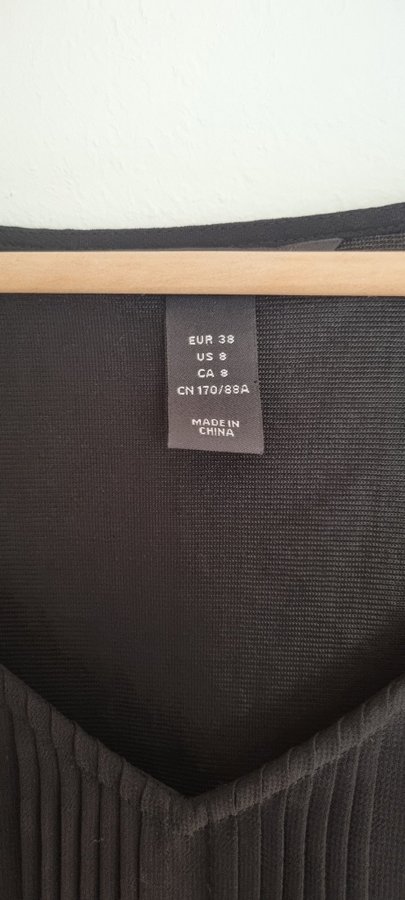 EUR 38
US 8
CA 8
CN 170/88A
MADE IN
CHINA